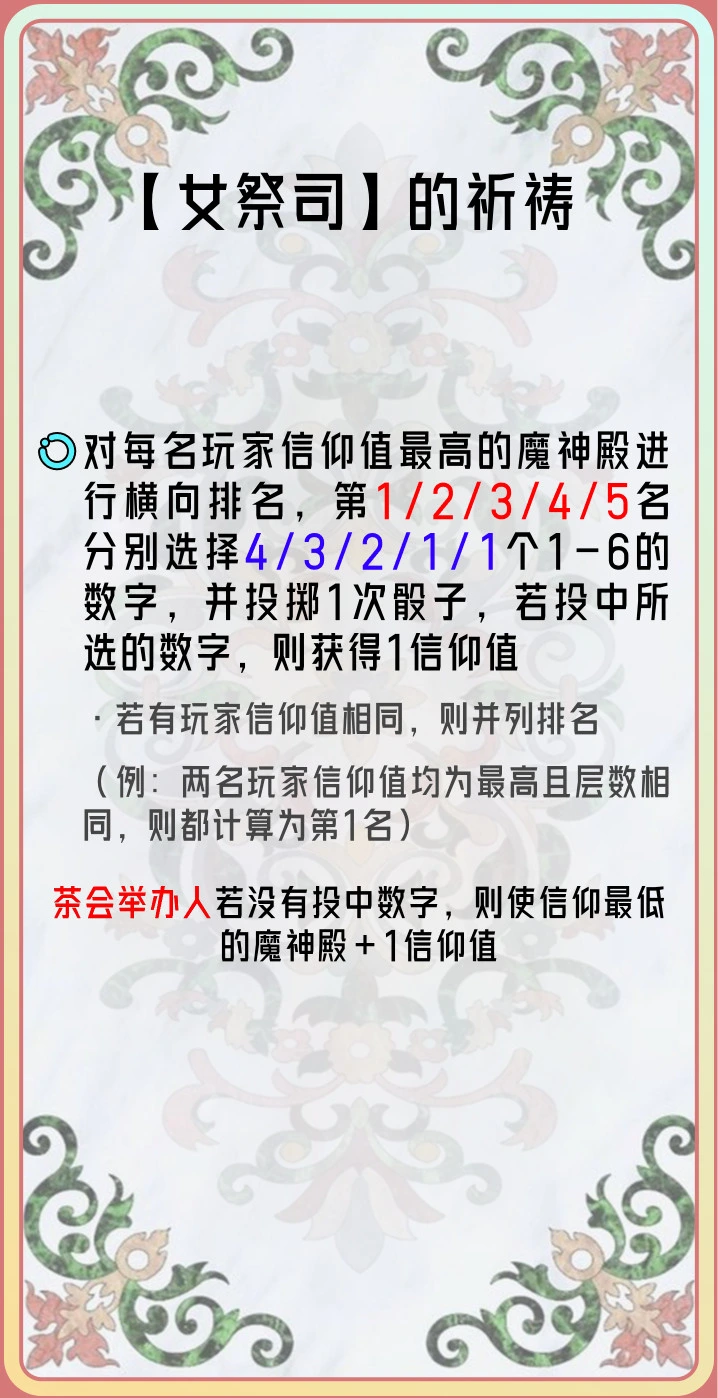 【女祭司】的祈祷
对每名玩家信仰值最高的魔神殿进
行横向排名，第1/2/3/4/5名
分别选择4/3/2/1/1个1-6的
数字，并投掷1次骰子，若投中所
选的数字，则获得1信仰值
·若有玩家信仰值相同，则并列排名
（例：两名玩家信仰值均为最高且层数相
同，则都计算为第1名）
茶会举办人若没有投中数字，则使信仰最低
的魔神殿+1信仰值